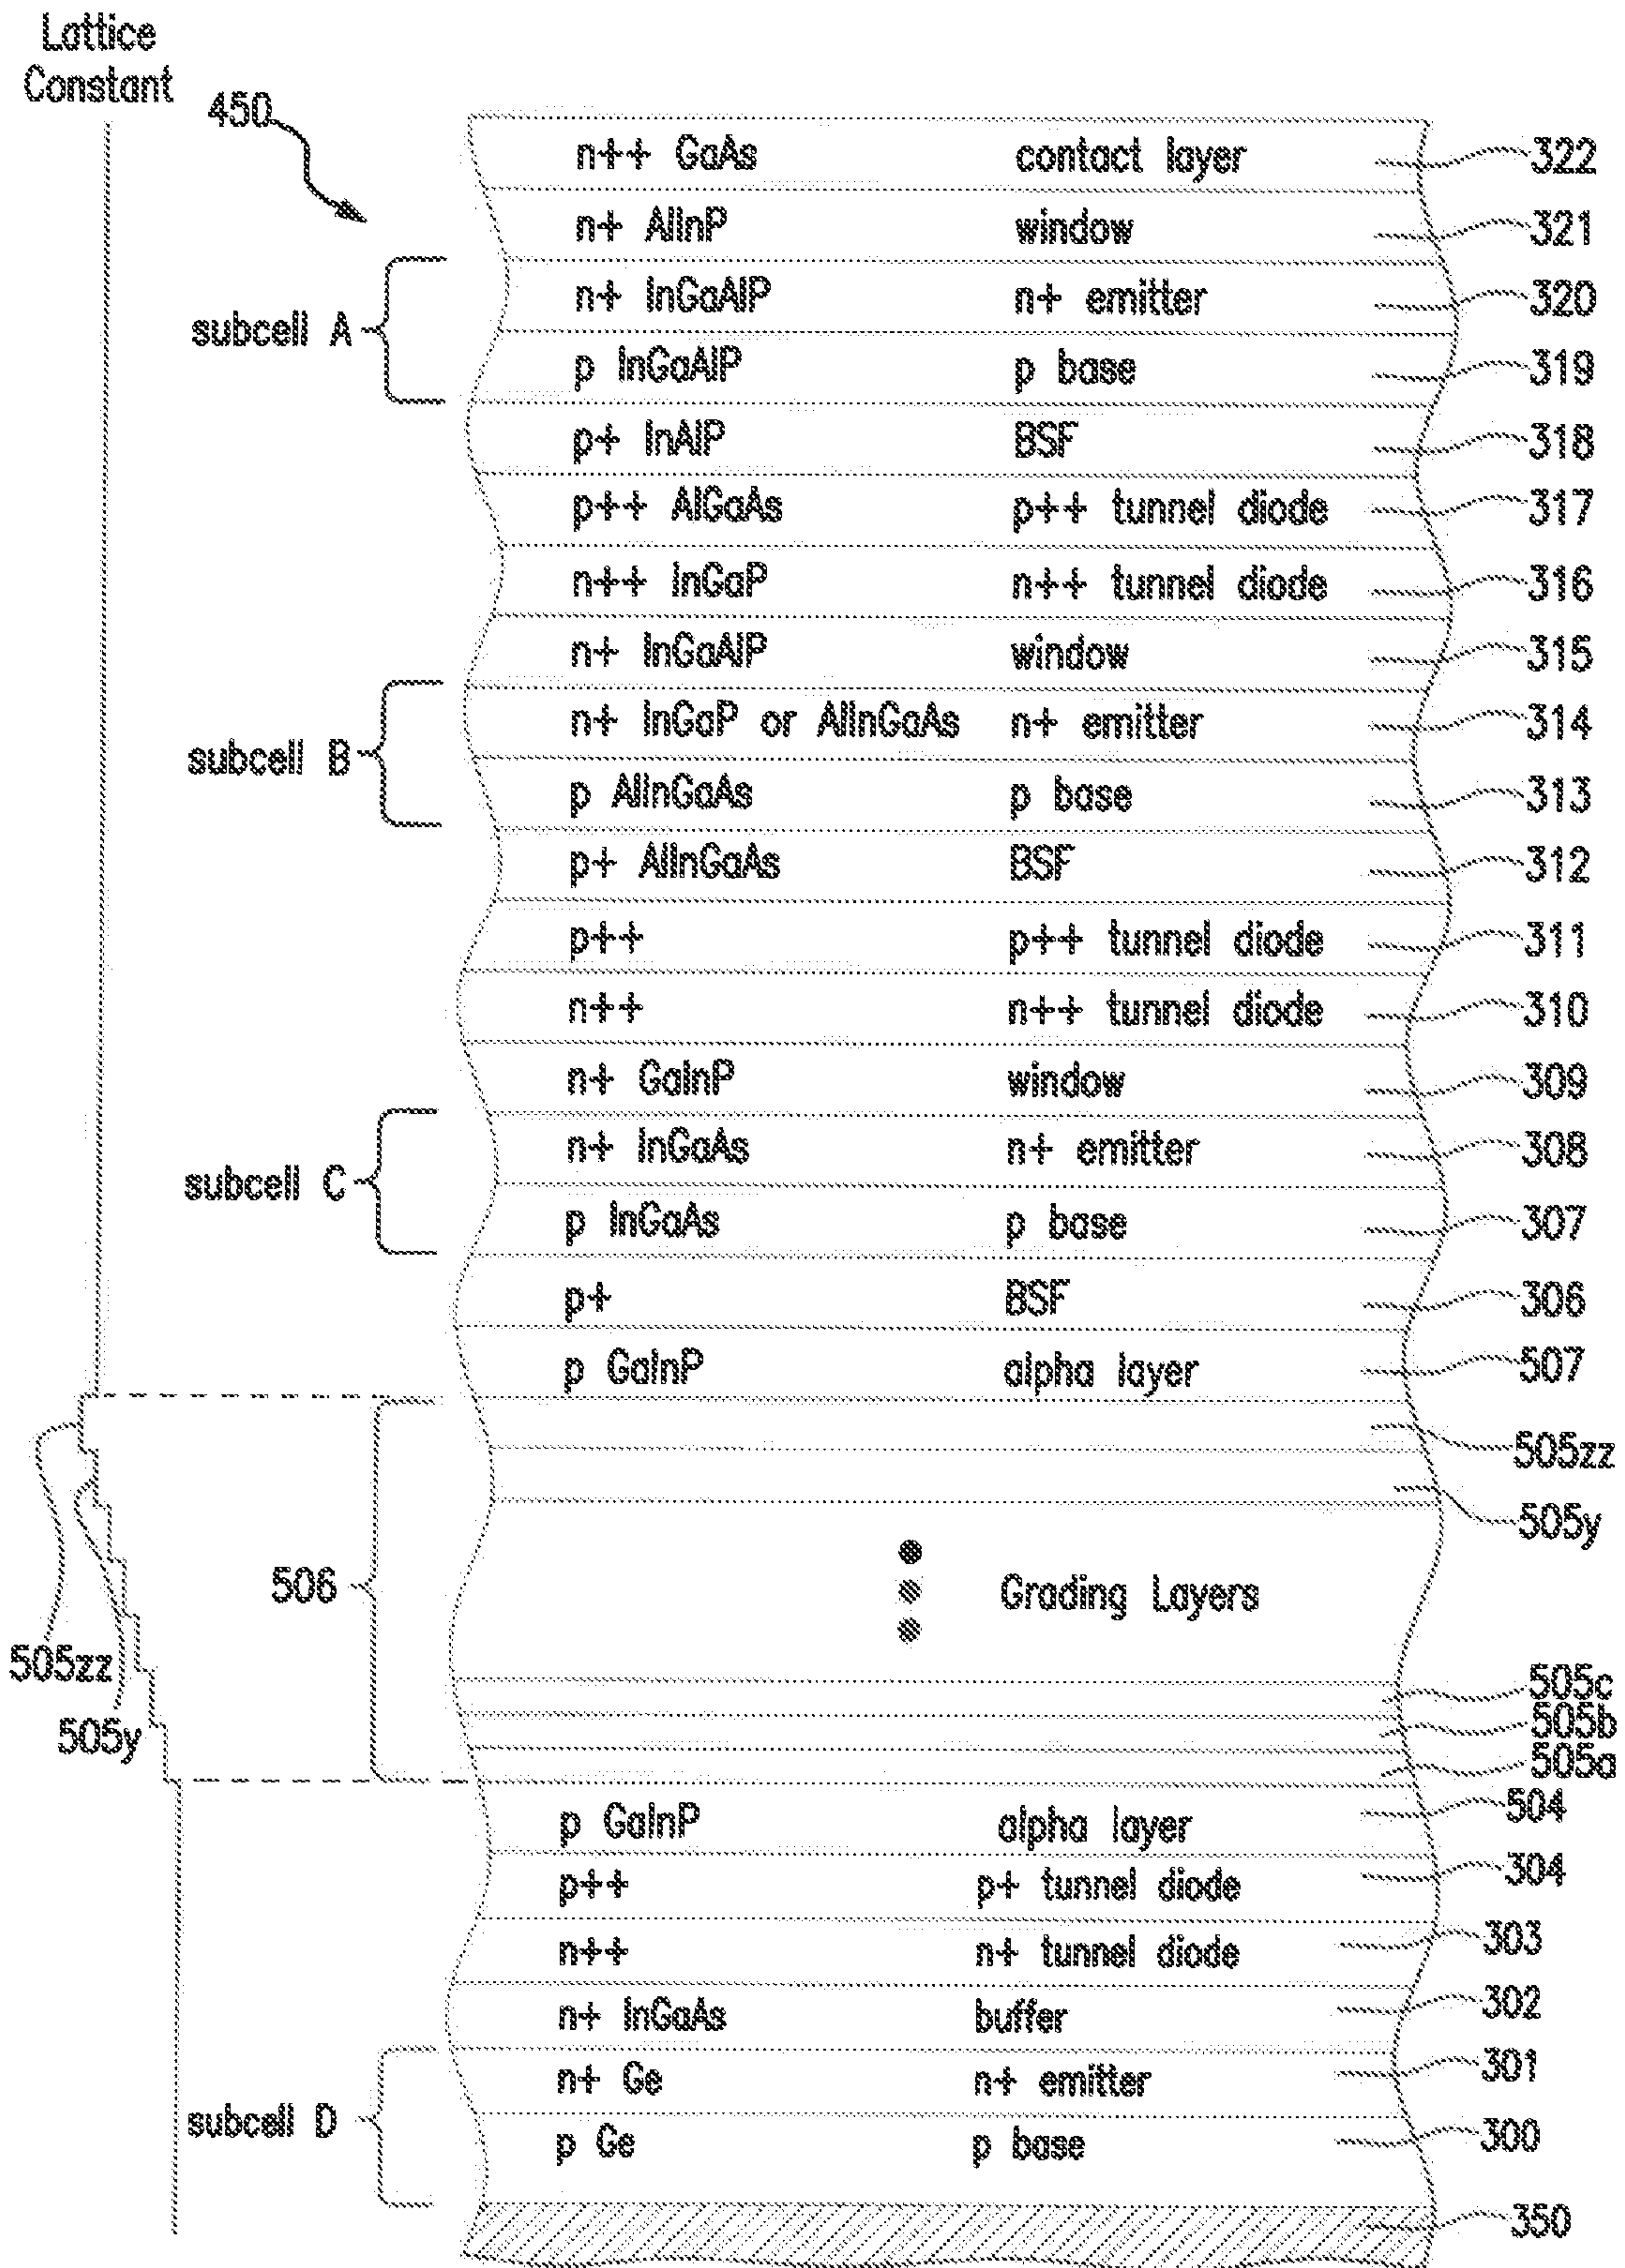 Lattice
Constant
450
n++ GaAs contact layer 322
n+ AlInP window 321
subcell A
n+ InGaAlP n+ emitter 320
p InGaAlP p base 319
p+ InAlP BSF 318
p++ AlGaAs p++ tunnel diode 317
n++ InGaP n++ tunnel diode 316
n+ InGaAlP window 315
subcell B
n+ InGaP or AlInGaAs n+ emitter 314
p AlInGaAs p base 313
p+ AlInGaAs BSF 312
p++ p++ tunnel diode 311
n++ n++ tunnel diode 310
n+ GaInP window 309
subcell C
n+ InGaAs n+ emitter 308
p InGaAs p base 307
p+ BSF 306
p GaInP alpha layer 507
505zz
505y
506
Grading Layers
505zz
505y
505c
505b
505a
p GaInP alpha layer 504
p++ p+ tunnel diode 304
n++ n+ tunnel diode 303
n+ InGaAs buffer 302
subcell D
n+ Ge n+ emitter 301
p Ge p base 300
350